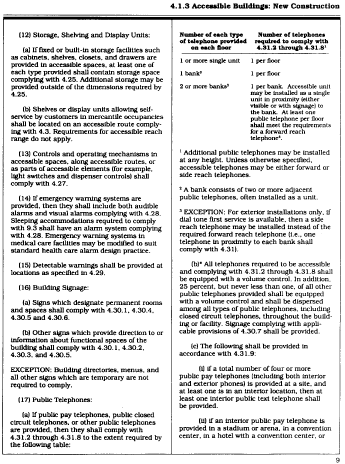 4.1.3 Accessible Buildings: New Construction
(12) Storage, Shelving and Display Units:
(a) If fixed or built-in storage facilities such
as cabinets, shelves, closets, and drawers are
provided in accessible spaces, at least one of
each type provided shall contain storage space
complying with 4.25. Additional storage may be
provided outside of the dimensions required by
4.25.
(b) Shelves or display units allowing self-
service by customers in mercantile occupancies
shall be located on an accessible route comply-
ing with 4.3. Requirements for accessible reach
range do not apply.
(13) Controls and operating mechanisms in
accessible spaces, along accessible routes, or
as parts of accessible elements (for example,
light switches and dispenser controls) shall
comply with 4.27.
(14) If emergency warning systems are
provided, then they shall include both audible
alarms and visual alarms complying with 4.28.
Sleeping accommodations required to comply
with 9.3 shall have an alarm system complying
with 4.28. Emergency warning systems in
medical care facilities may be modified to suit
standard health care alarm design practice.
(15) Detectable warnings shall be provided at
locations as specified in 4.29.
(16) Building Signage:
(a) Signs which designate permanent rooms
and spaces shall comply with 4.30.1, 4.30.4,
4.30.5 and 4.30.6.
(b) Other signs which provide direction to or
information about functional spaces of the
building shall comply with 4.30.1, 4.30.2,
4.30.3, and 4.30.5.
EXCEPTION: Building directories, menus, and
all other signs which are temporary are not
required to comply.
(17) Public Telephones:
(a) If public pay telephones, public closed
circuit telephones, or other public telephones
are provided, then they shall comply with
4.31.2 through 4.31.8 to the extent required by
the following table:
Number of each type
of telephone provided
on each floor
Number of telephones
required to comply with
4.31.2 through 4.31.8¹
1 or more single unit
1 per floor
1 bank²
1 per floor
2 or more banks²
1 per bank. Accessible unit
may be installed as a single
unit in proximity (either
visible or with signage) to
the bank. At least one
public telephone per floor
shall meet the requirements
for a forward reach
telephone³.
¹ Additional public telephones may be installed
at any height. Unless otherwise specified,
accessible telephones may be either forward or
side reach telephones.
² A bank consists of two or more adjacent
public telephones, often installed as a unit.
³ EXCEPTION: For exterior installations only, if
dial tone first service is available, then a side
reach telephone may be installed instead of the
required forward reach telephone (i.e., one
telephone in proximity to each bank shall
comply with 4.31).
(b)* All telephones required to be accessible
and complying with 4.31.2 through 4.31.8 shall
be equipped with a volume control. In addition,
25 percent, but never less than one, of all other
public telephones provided shall be equipped
with a volume control and shall be dispersed
among all types of public telephones, including
closed circuit telephones, throughout the build-
ing or facility. Signage complying with appli-
cable provisions of 4.30.7 shall be provided.
(c) The following shall be provided in
accordance with 4.31.9:
(i) if a total number of four or more
public pay telephones (including both interior
and exterior phones) is provided at a site, and
at least one is in an interior location, then at
least one interior public text telephone shall
be provided.
(ii) if an interior public pay telephone is
provided in a stadium or arena, in a convention
center, in a hotel with a convention center, or
9